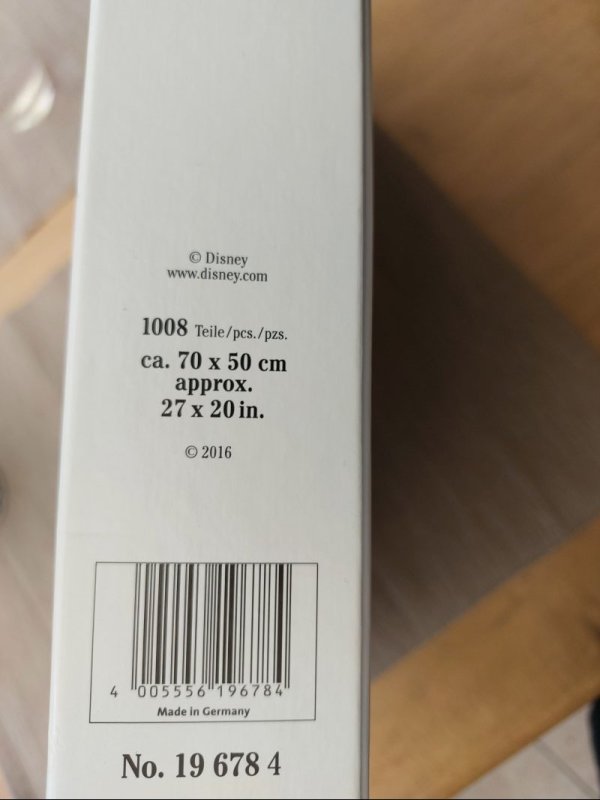 © Disney
www.disney.com
1008 Teile/pcs./pzs.
ca. 70 x 50 cm
approx.
27 x 20 in.
© 2016
4 005556 196784
Made in Germany
No. 19 678 4